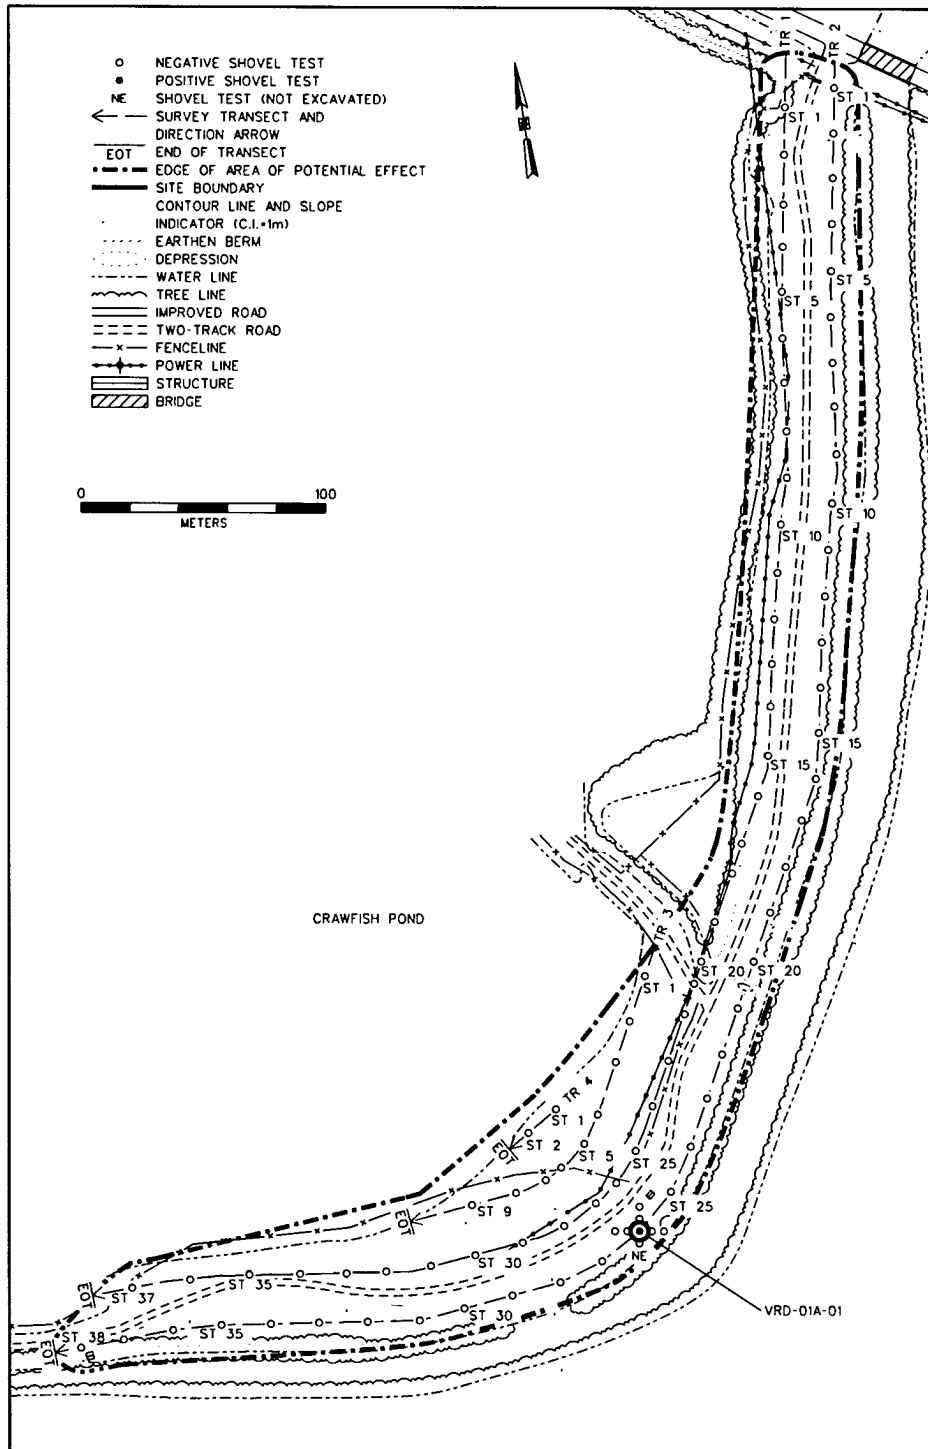 NEGATIVE SHOVEL TEST
POSITIVE SHOVEL TEST
NE SHOVEL TEST (NOT EXCAVATED)
SURVEY TRANSECT AND
DIRECTION ARROW
EOT END OF TRANSECT
EDGE OF AREA OF POTENTIAL EFFECT
SITE BOUNDARY
CONTOUR LINE AND SLOPE
INDICATOR (C.I.=1m)
EARTHEN BERM
DEPRESSION
WATER LINE
TREE LINE
IMPROVED ROAD
TWO-TRACK ROAD
FENCELINE
POWER LINE
STRUCTURE
BRIDGE
0 100
METERS
TR 1
TR 2
ST 1
ST 1
ST 5
ST 5
ST 10
ST 10
ST 15
ST 15
CRAWFISH POND
TR 3
ST 1
ST 20
ST 20
TR 4
ST 1
ST 2
EOT
ST 5
ST 25
ST 25
ST 9
EOT
NE
ST 30
ST 35
ST 37
EOT
VRD-01A-01
ST 30
ST 35
ST 38
EOT